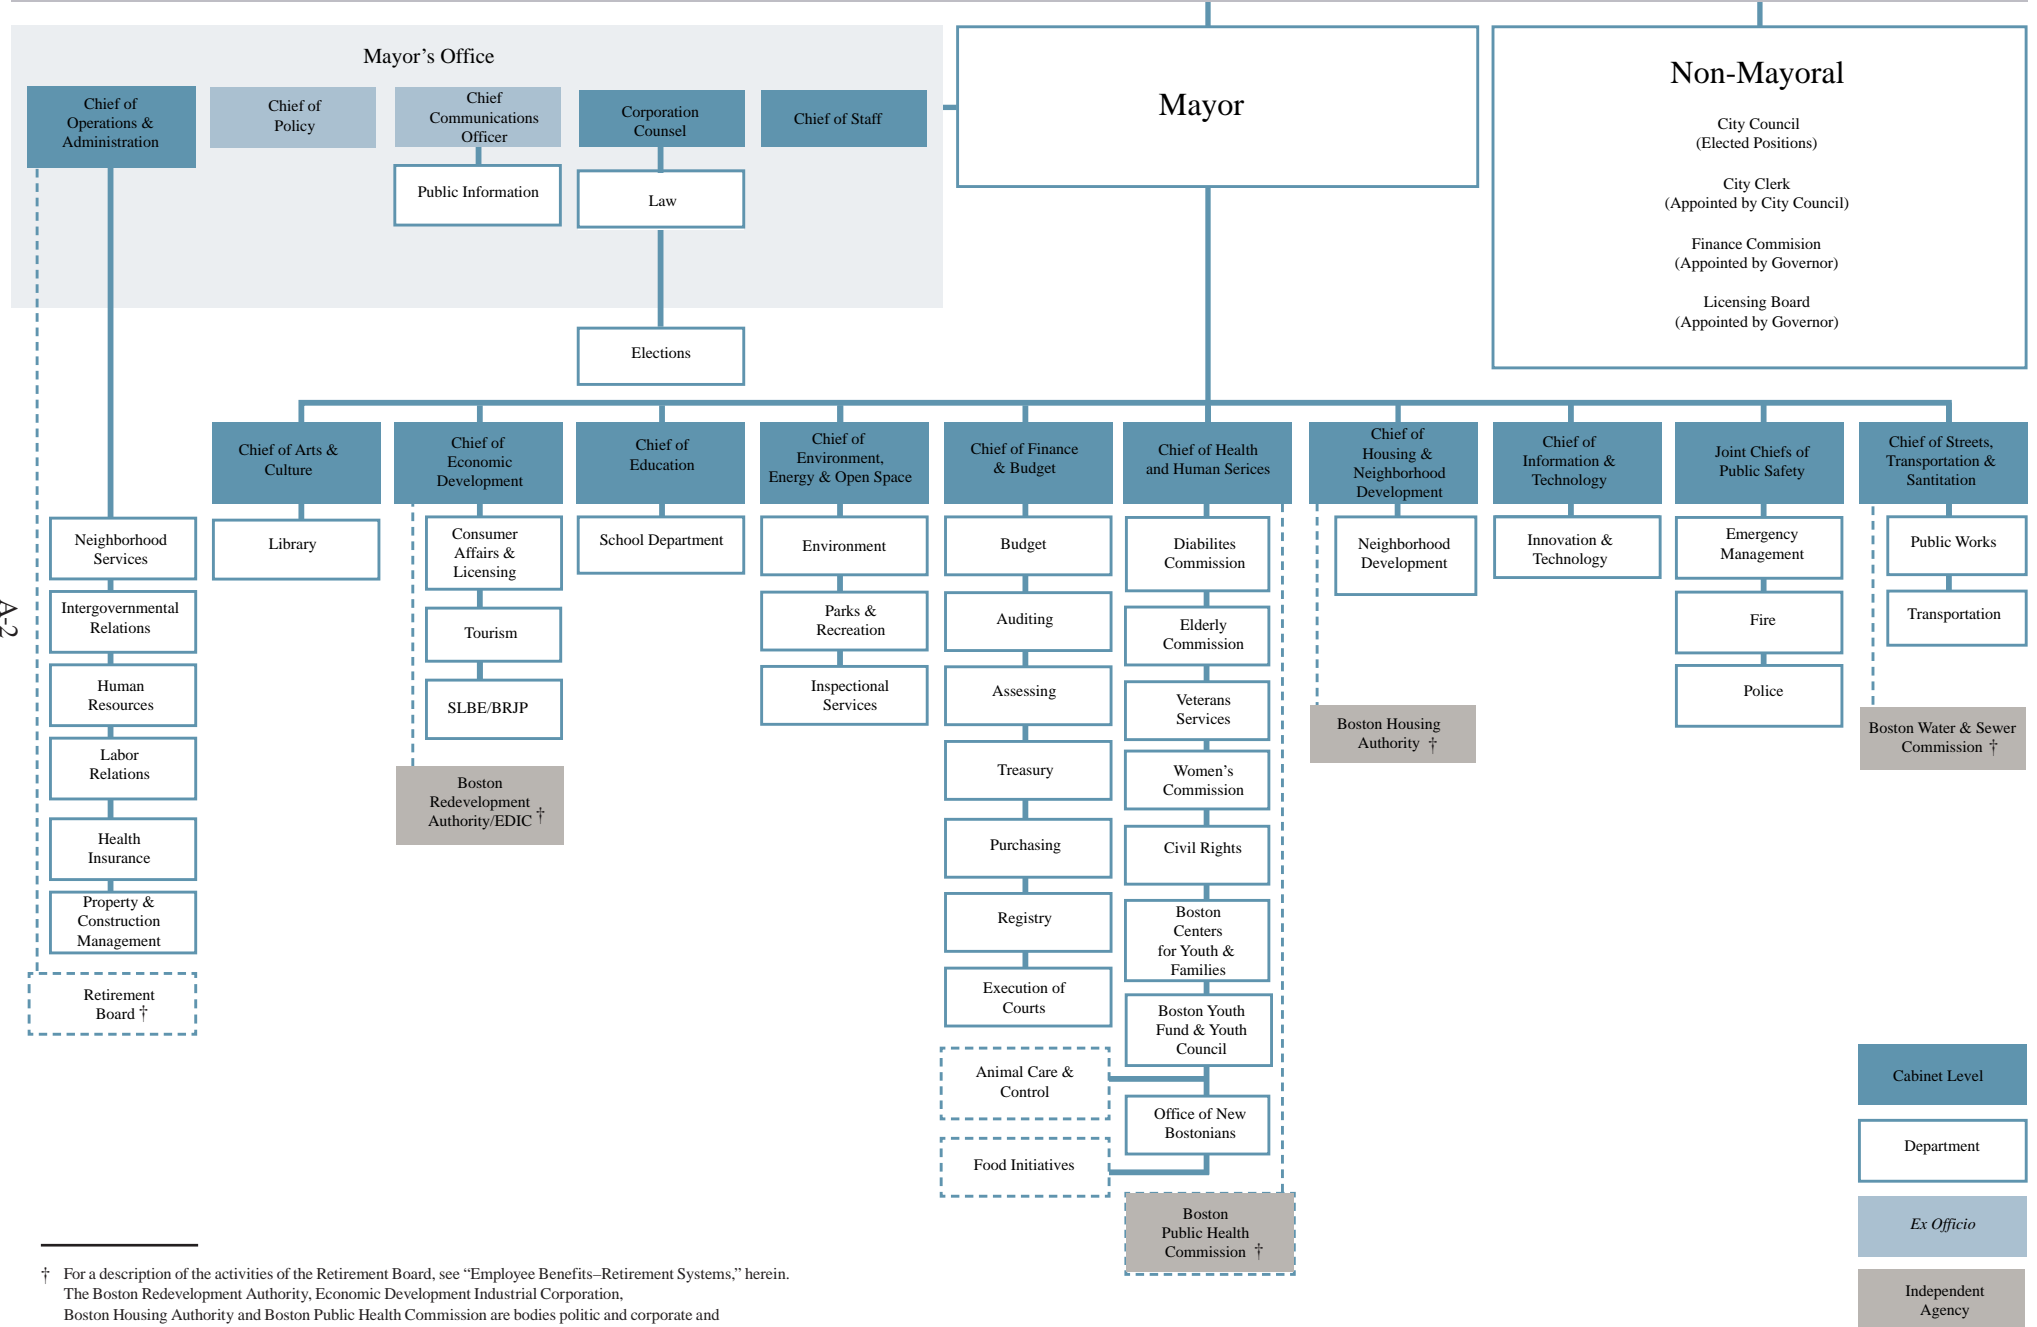 Mayor’s Office
Chief of
Operations &
Administration
Chief of
Policy
Chief
Communications
Officer
Corporation
Counsel
Chief of Staff
Public Information
Law
Elections
Mayor
Non-Mayoral
City Council
(Elected Positions)
City Clerk
(Appointed by City Council)
Finance Commision
(Appointed by Governor)
Licensing Board
(Appointed by Governor)
Chief of Arts &
Culture
Chief of
Economic
Development
Chief of
Education
Chief of
Environment,
Energy & Open Space
Chief of Finance
& Budget
Chief of Health
and Human Serices
Chief of
Housing &
Neighborhood
Development
Chief of
Information &
Technology
Joint Chiefs of
Public Safety
Chief of Streets,
Transportation &
Santitation
Neighborhood
Services
Intergovernmental
Relations
Human
Resources
Labor
Relations
Health
Insurance
Property &
Construction
Management
Retirement
Board †
Library
Consumer
Affairs &
Licensing
Tourism
SLBE/BRJP
Boston
Redevelopment
Authority/EDIC †
School Department
Environment
Parks &
Recreation
Inspectional
Services
Budget
Auditing
Assessing
Treasury
Purchasing
Registry
Execution of
Courts
Animal Care &
Control
Food Initiatives
Diabilites
Commission
Elderly
Commission
Veterans
Services
Women’s
Commission
Civil Rights
Boston
Centers
for Youth &
Families
Boston Youth
Fund & Youth
Council
Office of New
Bostonians
Boston
Public Health
Commission †
Neighborhood
Development
Boston Housing
Authority †
Innovation &
Technology
Emergency
Management
Fire
Police
Public Works
Transportation
Boston Water & Sewer
Commission †
Cabinet Level
Department
Ex Officio
Independent
Agency
A-2
† For a description of the activities of the Retirement Board, see “Employee Benefits–Retirement Systems,” herein.
The Boston Redevelopment Authority, Economic Development Industrial Corporation,
Boston Housing Authority and Boston Public Health Commission are bodies politic and corporate and